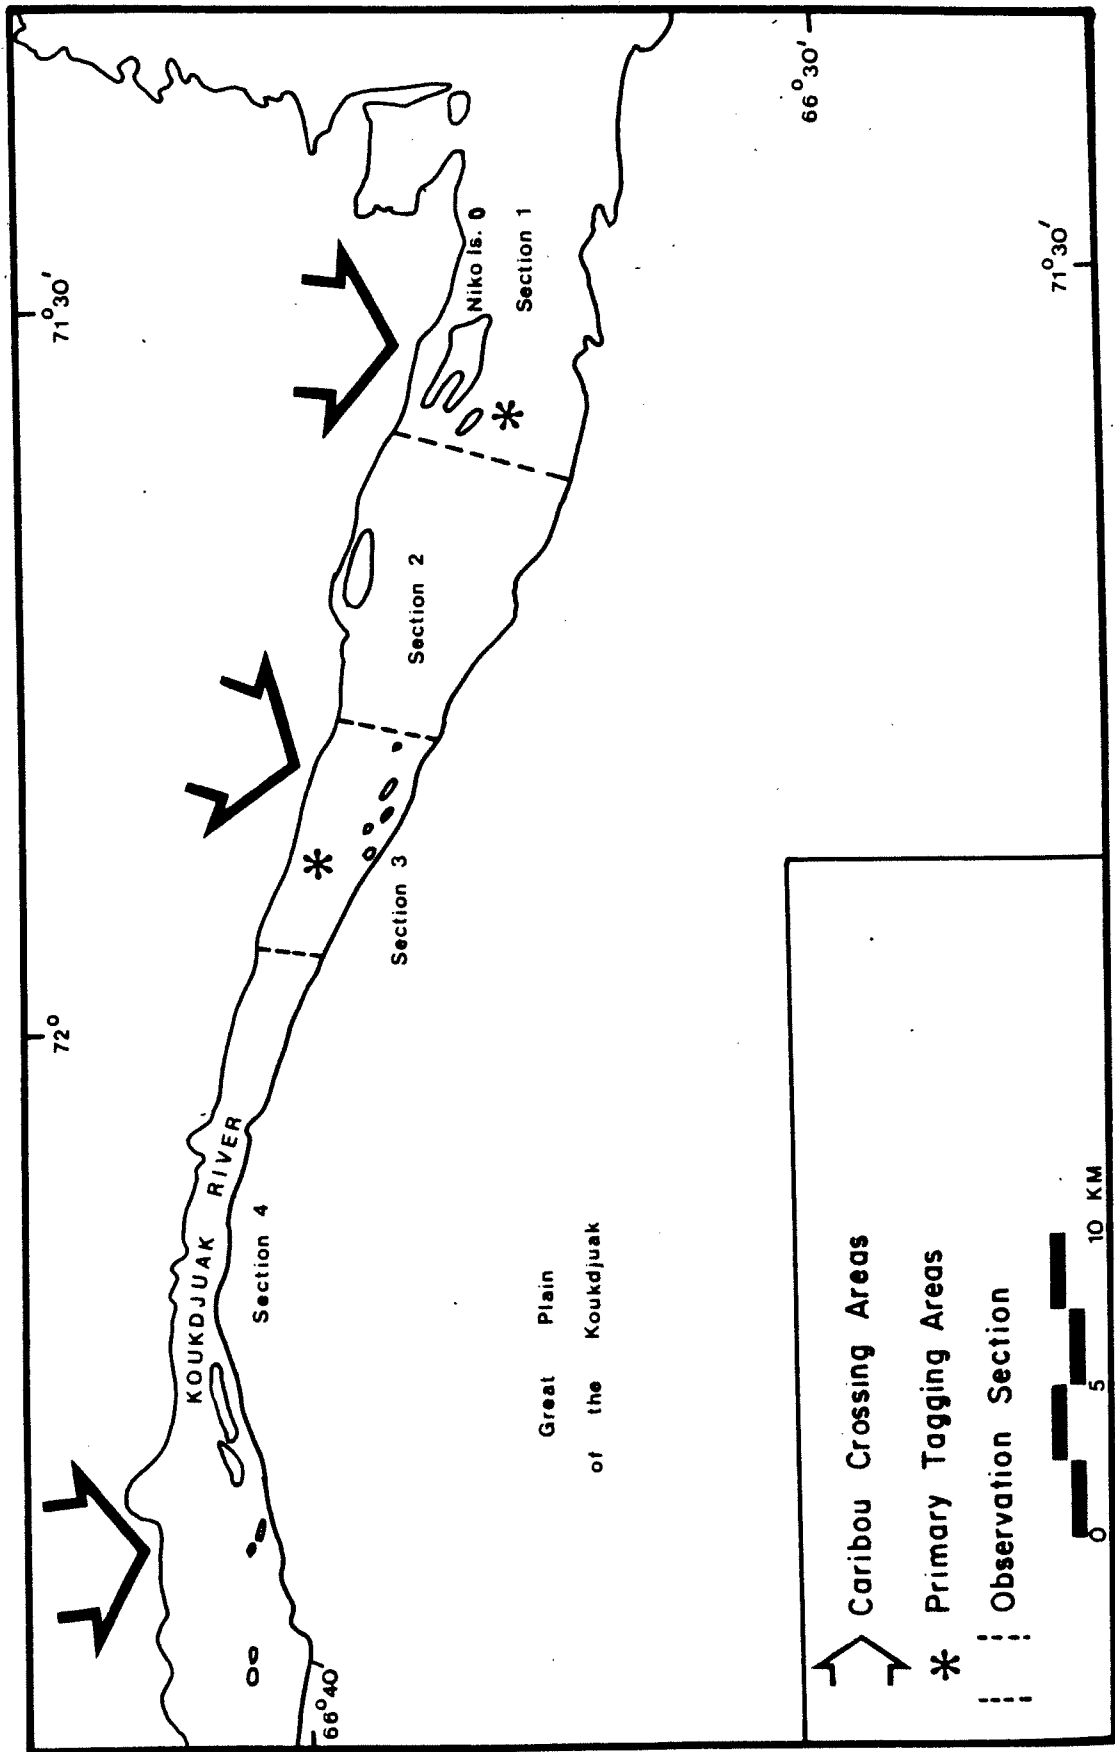 72°
71°30'
KOUKDJUAK RIVER
Section 4
Section 3
Section 2
Niko Is.
Section 1
66°40'
66°30'
Great Plain
of the Koukdjuak
71°30'
Caribou Crossing Areas
Primary Tagging Areas
Observation Section
0 5 10 KM